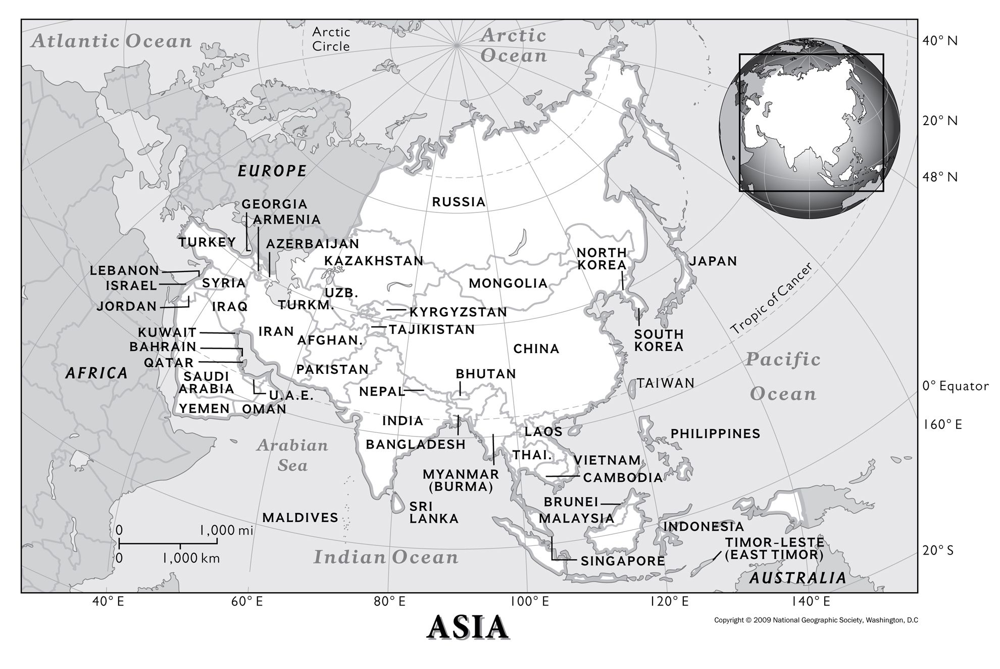 Atlantic Ocean
Arctic
Circle
Arctic
Ocean
40° N
20° N
48° N
EUROPE
RUSSIA
GEORGIA
ARMENIA
TURKEY
AZERBAIJAN
KAZAKHSTAN
NORTH
KOREA
JAPAN
LEBANON
ISRAEL
SYRIA
MONGOLIA
Tropic of Cancer
UZB.
JORDAN
IRAQ
TURKM.
KYRGYZSTAN
TAJIKISTAN
KUWAIT
IRAN
AFGHAN.
SOUTH
KOREA
BAHRAIN
CHINA
QATAR
Pacific
Ocean
AFRICA
SAUDI
ARABIA
PAKISTAN
BHUTAN
NEPAL
TAIWAN
0° Equator
U.A.E.
YEMEN
OMAN
INDIA
160° E
LAOS
PHILIPPINES
Arabian
Sea
BANGLADESH
THAI.
VIETNAM
MYANMAR
(BURMA)
CAMBODIA
BRUNEI
SRI
LANKA
MALDIVES
MALAYSIA
INDONESIA
0
1,000 mi
0
1,000 km
TIMOR-LESTE
(EAST TIMOR)
20° S
Indian Ocean
SINGAPORE
AUSTRALIA
40° E
60° E
80° E
100° E
120° E
140° E
ASIA
Copyright © 2009 National Geographic Society, Washington, D.C